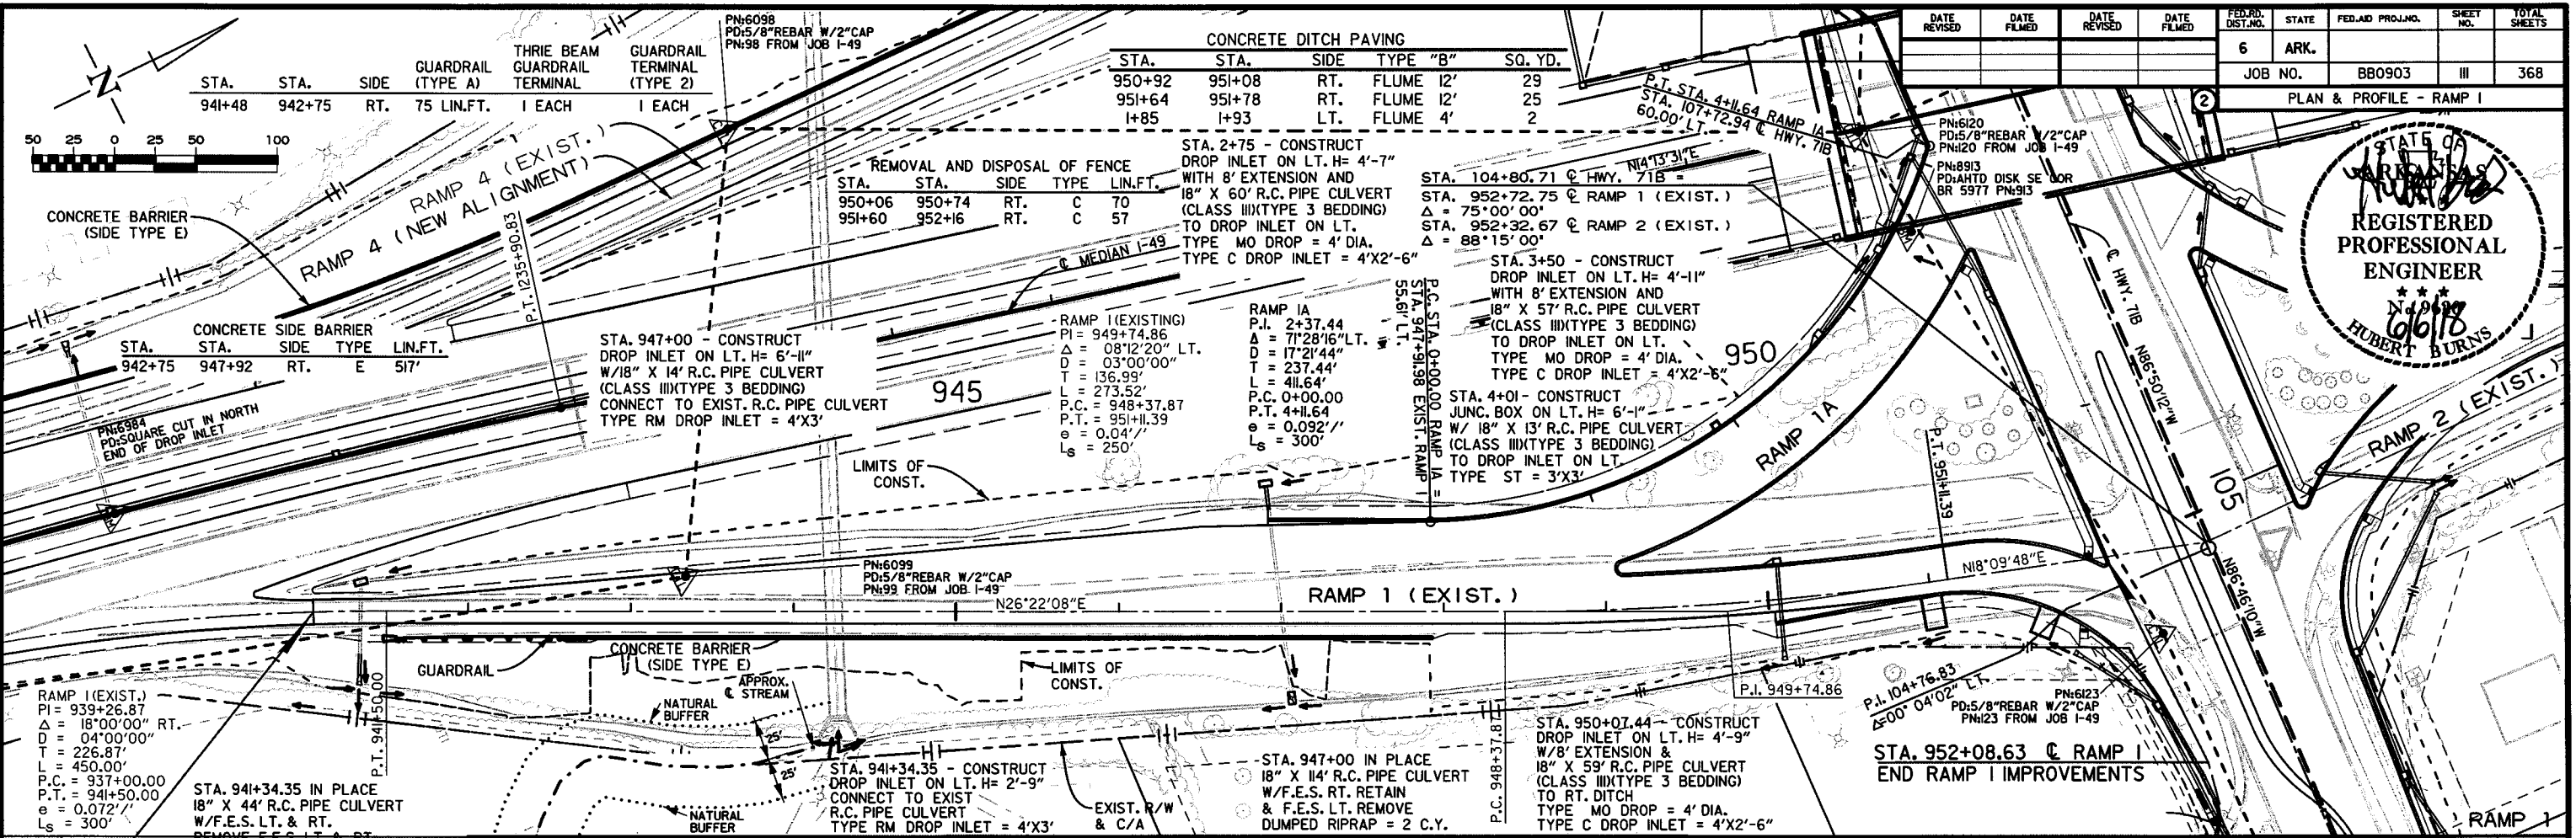 DATE REVISED
DATE FILMED
DATE REVISED
DATE FILMED
FED.RD. DIST.NO.
STATE
FED.AID PROJ.NO.
SHEET NO.
TOTAL SHEETS
6 ARK.
JOB NO. BB0903 111 368
2 PLAN & PROFILE - RAMP 1
STATE OF
ARKANSAS
REGISTERED
PROFESSIONAL
ENGINEER
★ ★ ★
6/6/18
HUBERT BURNS
N
50 25 0 50 100
STA. STA. SIDE GUARDRAIL (TYPE A) THRIE BEAM GUARDRAIL TERMINAL GUARDRAIL TERMINAL (TYPE 2)
941+48 942+75 RT. 75 LIN.FT. 1 EACH 1 EACH
PN:6098
PD:5/8"REBAR W/2"CAP
PN:98 FROM JOB I-49
CONCRETE DITCH PAVING
STA. STA. SIDE TYPE "B" SQ. YD.
950+92 951+08 RT. FLUME 12' 29
951+64 951+78 RT. FLUME 12' 25
1+85 1+93 LT. FLUME 4' 2
REMOVAL AND DISPOSAL OF FENCE
STA. STA. SIDE TYPE LIN.FT.
950+06 950+74 RT. C 70
951+60 952+16 RT. C 57
CONCRETE BARRIER
(SIDE TYPE E)
RAMP 4 (EXIST.)
RAMP 4 (NEW ALIGNMENT)
P.T. 1235+90.83
CONCRETE SIDE BARRIER
STA. STA. SIDE TYPE LIN.FT.
942+75 947+92 RT. E 517'
PN:6984
PD:SQUARE CUT IN NORTH
END OF DROP INLET
STA. 947+00 - CONSTRUCT
DROP INLET ON LT. H= 6'-11"
W/18" X 14' R.C. PIPE CULVERT
(CLASS III)(TYPE 3 BEDDING)
CONNECT TO EXIST. R.C. PIPE CULVERT
TYPE RM DROP INLET = 4'X3'
945
℄ MEDIAN I-49
STA. 2+75 - CONSTRUCT
DROP INLET ON LT. H= 4'-7"
WITH 8' EXTENSION AND
18" X 60' R.C. PIPE CULVERT
(CLASS III)(TYPE 3 BEDDING)
TO DROP INLET ON LT.
TYPE MO DROP = 4' DIA.
TYPE C DROP INLET = 4'X2'-6"
P.T. STA. 4+11.64 RAMP 1A
STA. 107+72.94 ℄ HWY. 71B
60.00' LT.
N14°13'31"E
STA. 104+80.71 ℄ HWY. 71B =
STA. 952+72.75 ℄ RAMP 1 (EXIST.)
Δ = 75°00'00"
STA. 952+32.67 ℄ RAMP 2 (EXIST.)
Δ = 88°15'00"
PN:6120
PD:5/8"REBAR W/2"CAP
PN:120 FROM JOB I-49
PN:8913
PD:AHTD DISK SE COR
BR 5977 PN:913
RAMP 1 (EXISTING)
PI = 949+74.86
Δ = 08°12'20" LT.
D = 03°00'00"
T = 136.99'
L = 273.52'
P.C. = 948+37.87
P.T. = 951+11.39
e = 0.04'/'
Ls = 250'
RAMP 1A
P.I. 2+37.44
Δ = 71°28'16"LT.
D = 17°21'44"
T = 237.44'
L = 411.64'
P.C. 0+00.00
P.T. 4+11.64
e = 0.092'/'
Ls = 300'
P.C. STA. 0+00.00 RAMP 1A =
STA. 947+91.98 EXIST. RAMP 1
55.61' LT.
STA. 3+50 - CONSTRUCT
DROP INLET ON LT. H= 4'-11"
WITH 8' EXTENSION AND
18" X 57' R.C. PIPE CULVERT
(CLASS III)(TYPE 3 BEDDING)
TO DROP INLET ON LT.
TYPE MO DROP = 4' DIA.
TYPE C DROP INLET = 4'X2'-6"
950
STA. 4+01 - CONSTRUCT
JUNC. BOX ON LT. H= 6'-1"
W/ 18" X 13' R.C. PIPE CULVERT
(CLASS III)(TYPE 3 BEDDING)
TO DROP INLET ON LT.
TYPE ST = 3'X3'
RAMP 1A
℄ HWY. 71B
N86°50'12"W
105
RAMP 2 (EXIST.)
P.T. 951+11.39
LIMITS OF
CONST.
PN:6099
PD:5/8"REBAR W/2"CAP
PN:99 FROM JOB I-49
N26°22'08"E
RAMP 1 (EXIST.)
N18°09'48"E
N86°46'10"W
GUARDRAIL
CONCRETE BARRIER
(SIDE TYPE E)
LIMITS OF
CONST.
APPROX.
℄ STREAM
NATURAL
BUFFER
25'
25'
NATURAL
BUFFER
RAMP 1 (EXIST.)
PI = 939+26.87
Δ = 18°00'00" RT.
D = 04°00'00"
T = 226.87'
L = 450.00'
P.C. = 937+00.00
P.T. = 941+50.00
e = 0.072'/'
Ls = 300'
P.T. 941+50.00
STA. 941+34.35 IN PLACE
18" X 44' R.C. PIPE CULVERT
W/F.E.S. LT. & RT.
REMOVE F.E.S. LT. & RT.
STA. 941+34.35 - CONSTRUCT
DROP INLET ON LT. H= 2'-9"
CONNECT TO EXIST
R.C. PIPE CULVERT
TYPE RM DROP INLET = 4'X3'
EXIST. R/W
& C/A
STA. 947+00 IN PLACE
18" X 114' R.C. PIPE CULVERT
W/F.E.S. RT. RETAIN
& F.E.S. LT. REMOVE
DUMPED RIPRAP = 2 C.Y.
P.C. 948+37.87
P.I. 949+74.86
STA. 950+07.44 - CONSTRUCT
DROP INLET ON LT. H= 4'-9"
W/8' EXTENSION &
18" X 59' R.C. PIPE CULVERT
(CLASS III)(TYPE 3 BEDDING)
TO RT. DITCH
TYPE MO DROP = 4' DIA.
TYPE C DROP INLET = 4'X2'-6"
P.I. 104+76.83
Δ=00° 04'02" LT.
PN:6123
PD:5/8"REBAR W/2"CAP
PN:123 FROM JOB I-49
STA. 952+08.63 ℄ RAMP 1
END RAMP 1 IMPROVEMENTS
RAMP 1